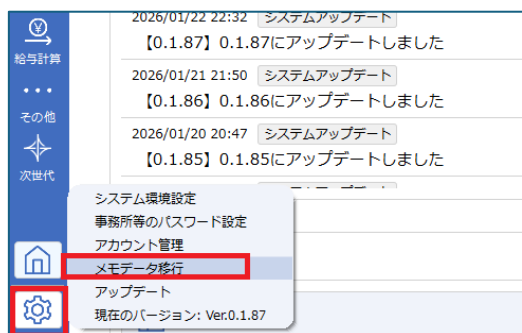 給与計算
その他
次世代
2026/01/22 22:32 システムアップデート
【0.1.87】0.1.87にアップデートしました
2026/01/21 21:50 システムアップデート
【0.1.86】0.1.86にアップデートしました
2026/01/20 20:47 システムアップデート
【0.1.85】0.1.85にアップデートしました
システム環境設定
事務所等のパスワード設定
アカウント管理
メモデータ移行
アップデート
現在のバージョン: Ver.0.1.87